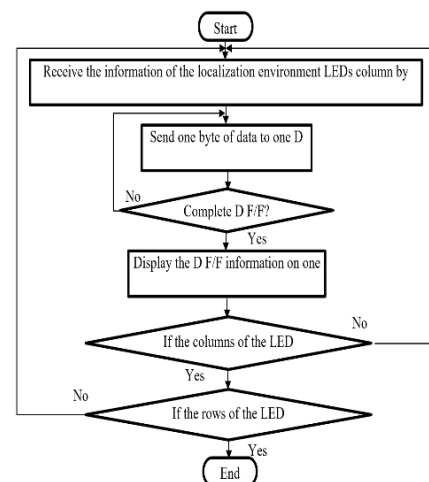 Start
Receive the information of the localization environment LEDs column by
Send one byte of data to one D
No
Complete D F/F?
Yes
Display the D F/F information on one
No
If the columns of the LED
Yes
No
If the rows of the LED
Yes
End